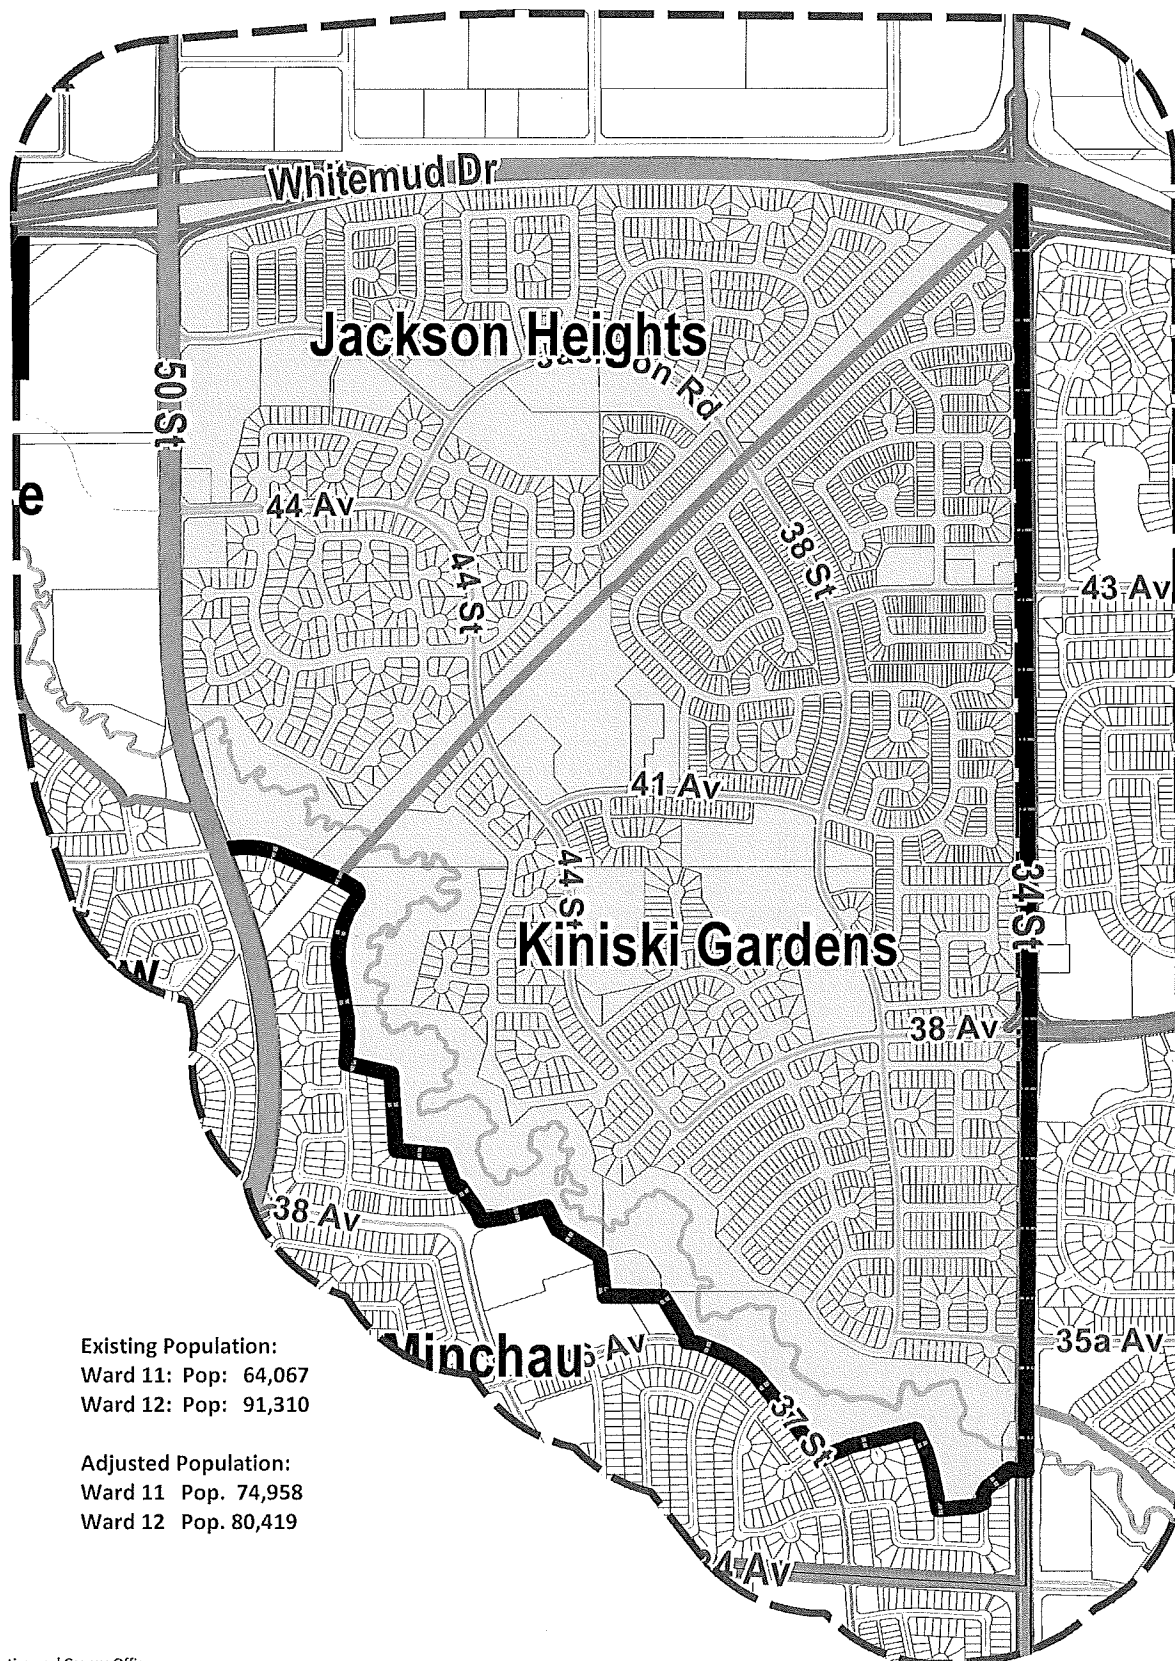 Whitemud Dr
Jackson Heights
Rd
50 St
e
44 Av
44 St
38 St
43 Av
41 Av
44 St
34 St
Kiniski Gardens
w
38 Av
38 Av
Minchau
Av
35a Av
37 St
Existing Population:
Ward 11: Pop: 64,067
Ward 12: Pop: 91,310
Adjusted Population:
Ward 11 Pop. 74,958
Ward 12 Pop. 80,419
Av